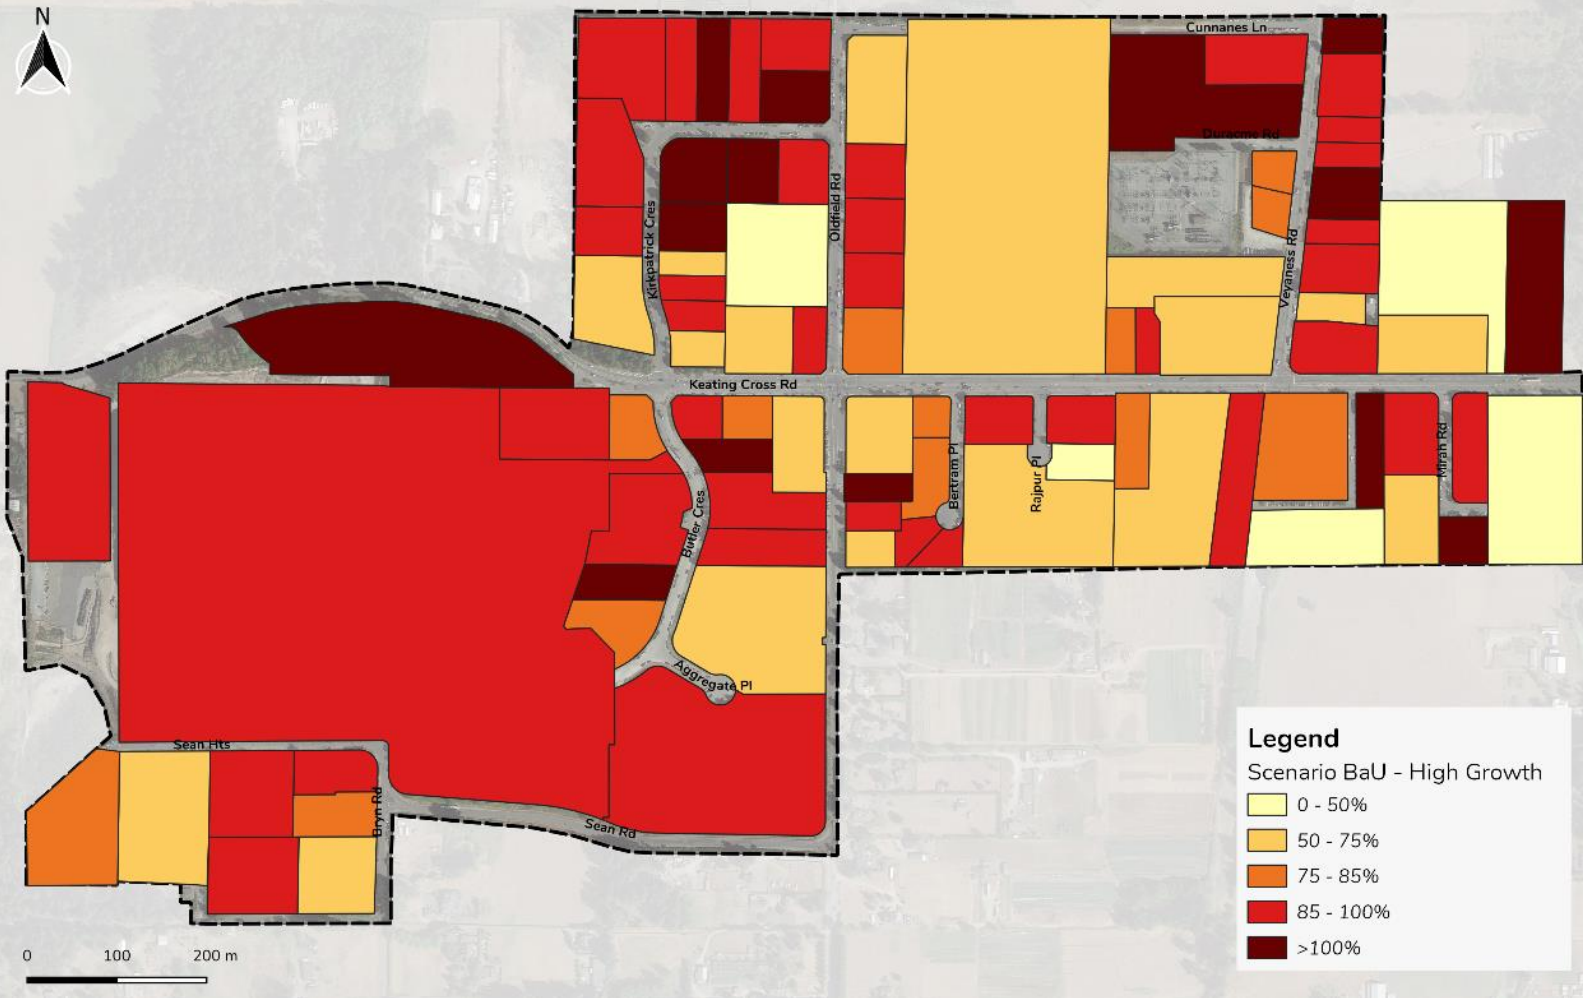 N
Cunnanes Ln
Duraome Rd
Oldfield Rd
Kirkpatrick Cres
Veyaness Rd
Keating Cross Rd
Bertram Pl
Rajpur Pl
Mirah Rd
Butler Cres
Aggregate Pl
Sean Hts
Bryn Rd
Sean Rd
Legend
Scenario BaU - High Growth
0 - 50%
50 - 75%
75 - 85%
85 - 100%
>100%
0 100 200 m